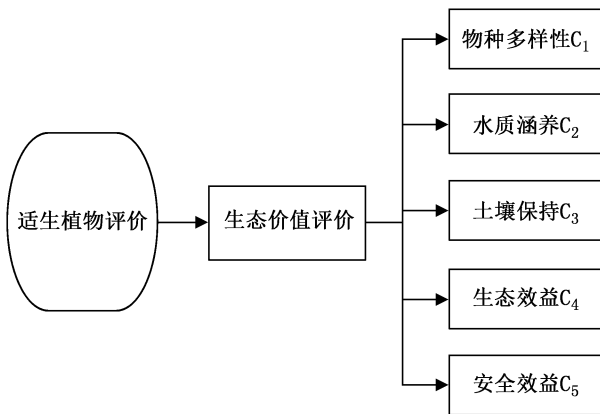 适生植物评价
生态价值评价
物种多样性C₁
水质涵养C₂
土壤保持C₃
生态效益C₄
安全效益C₅